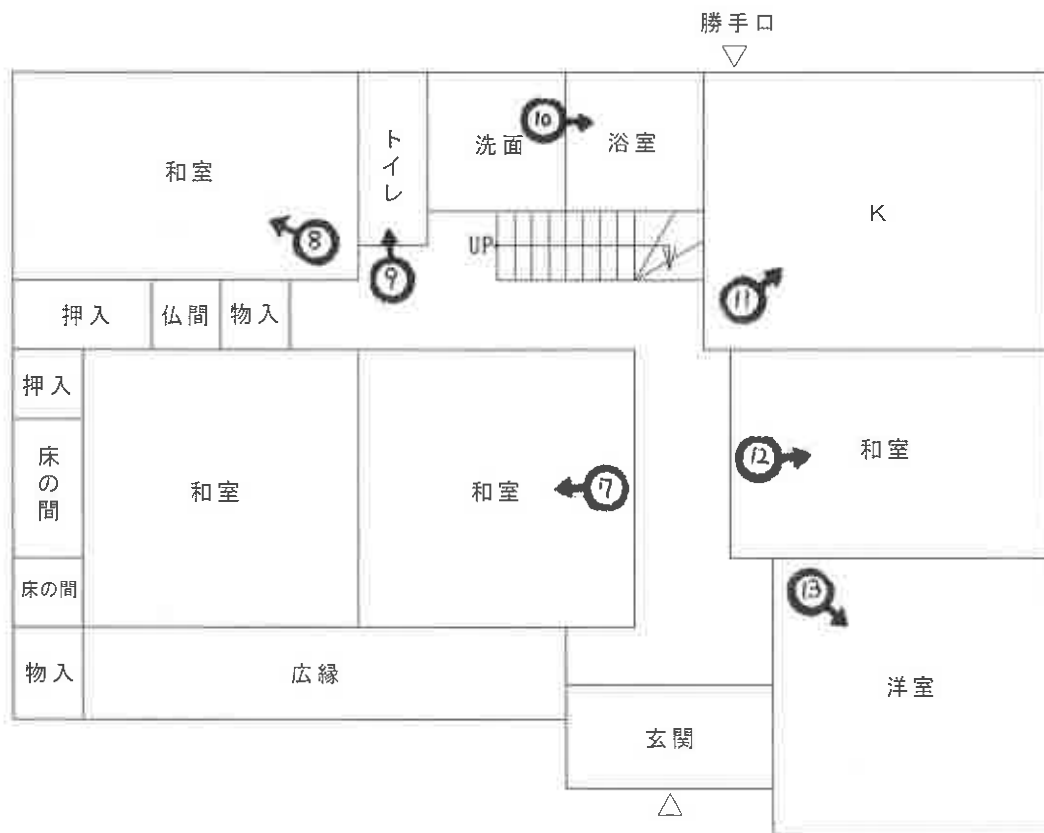 勝手口
和室
トイレ
洗面
⑩
浴室
K
⑧
UP
⑨
⑪
押入
仏間
物入
押入
床の間
和室
和室
⑦
⑫
和室
床の間
⑬
物入
広縁
洋室
玄関